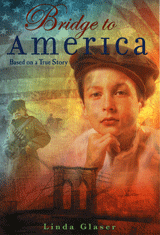 Bridge to
America
Based on a True Story
Linda Glaser